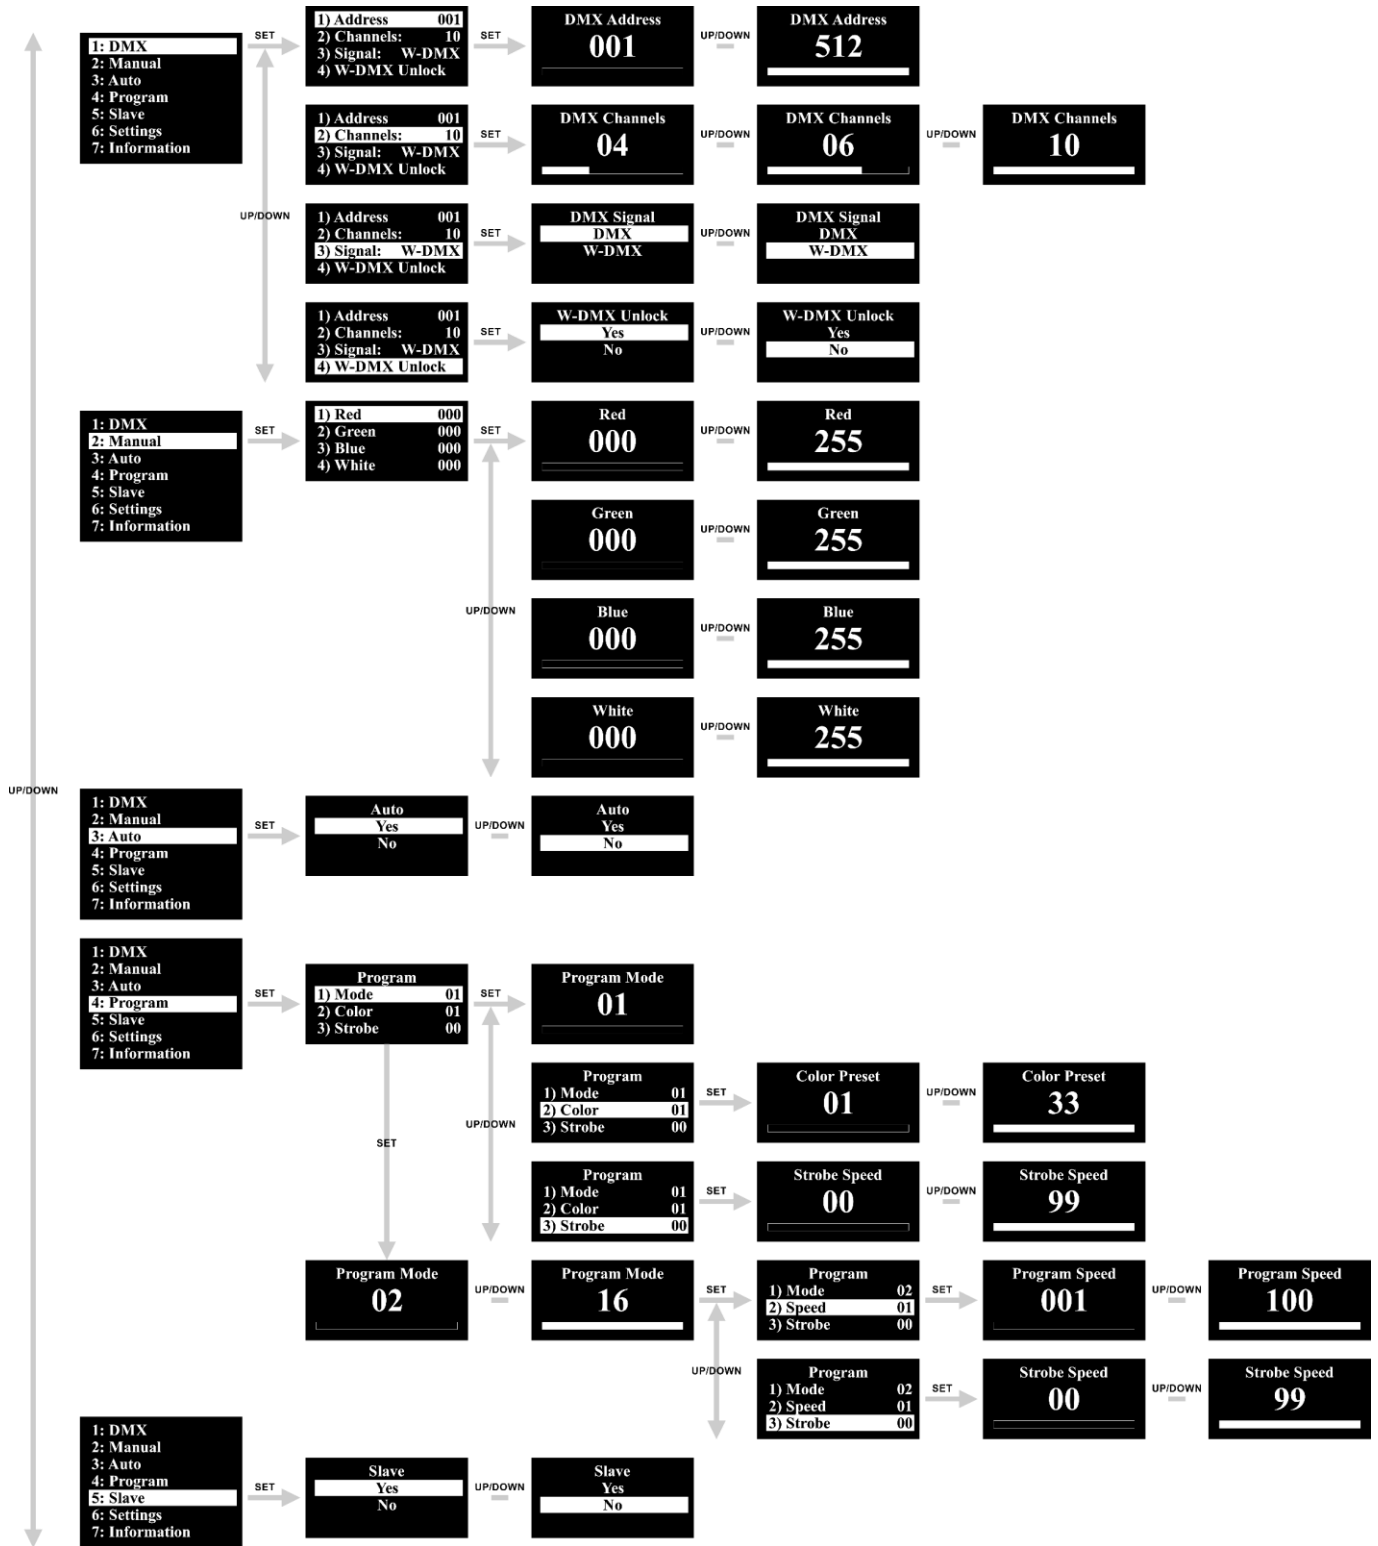 1: DMX
2: Manual
3: Auto
4: Program
5: Slave
6: Settings
7: Information
SET
1) Address 001
2) Channels: 10
3) Signal: W-DMX
4) W-DMX Unlock
SET
DMX Address
001
UP/DOWN
DMX Address
512
1) Address 001
2) Channels: 10
3) Signal: W-DMX
4) W-DMX Unlock
SET
DMX Channels
04
UP/DOWN
DMX Channels
06
UP/DOWN
DMX Channels
10
UP/DOWN
1) Address 001
2) Channels: 10
3) Signal: W-DMX
4) W-DMX Unlock
SET
DMX Signal
DMX
W-DMX
UP/DOWN
DMX Signal
DMX
W-DMX
1) Address 001
2) Channels: 10
3) Signal: W-DMX
4) W-DMX Unlock
SET
W-DMX Unlock
Yes
No
UP/DOWN
W-DMX Unlock
Yes
No
1: DMX
2: Manual
3: Auto
4: Program
5: Slave
6: Settings
7: Information
SET
1) Red 000
2) Green 000
3) Blue 000
4) White 000
SET
Red
000
UP/DOWN
Red
255
Green
000
UP/DOWN
Green
255
UP/DOWN
Blue
000
UP/DOWN
Blue
255
White
000
UP/DOWN
White
255
UP/DOWN
1: DMX
2: Manual
3: Auto
4: Program
5: Slave
6: Settings
7: Information
SET
Auto
Yes
No
UP/DOWN
Auto
Yes
No
1: DMX
2: Manual
3: Auto
4: Program
5: Slave
6: Settings
7: Information
SET
Program
1) Mode 01
2) Color 01
3) Strobe 00
SET
Program Mode
01
UP/DOWN
Program
1) Mode 01
2) Color 01
3) Strobe 00
SET
Color Preset
01
UP/DOWN
Color Preset
33
SET
Program
1) Mode 01
2) Color 01
3) Strobe 00
SET
Strobe Speed
00
UP/DOWN
Strobe Speed
99
Program Mode
02
UP/DOWN
Program Mode
16
SET
Program
1) Mode 02
2) Speed 01
3) Strobe 00
SET
Program Speed
001
UP/DOWN
Program Speed
100
UP/DOWN
Program
1) Mode 02
2) Speed 01
3) Strobe 00
SET
Strobe Speed
00
UP/DOWN
Strobe Speed
99
1: DMX
2: Manual
3: Auto
4: Program
5: Slave
6: Settings
7: Information
SET
Slave
Yes
No
UP/DOWN
Slave
Yes
No